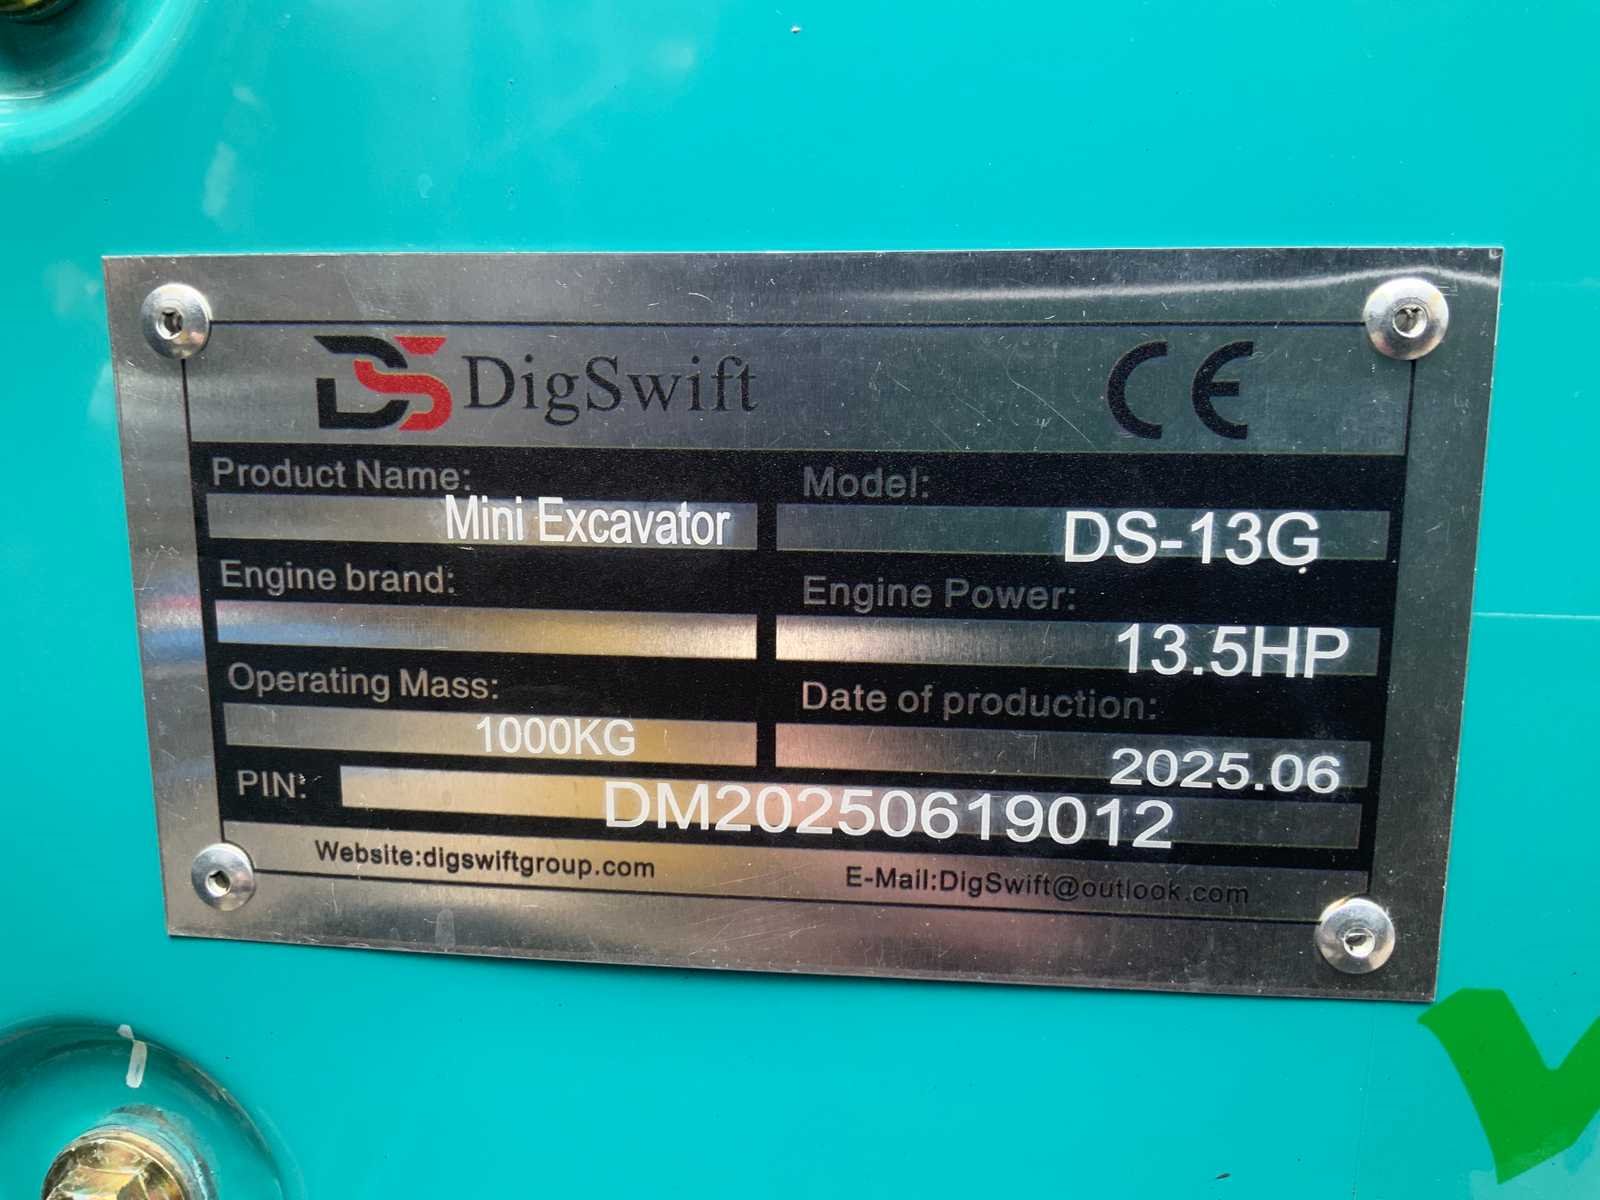 DS DigSwift CE
Product Name: Model:
Mini Excavator DS-13G
Engine brand: Engine Power:
13.5HP
Operating Mass: Date of production:
1000KG 2025.06
PIN: DM20250619012
Website:digswiftgroup.com E-Mail:DigSwift@outlook.com